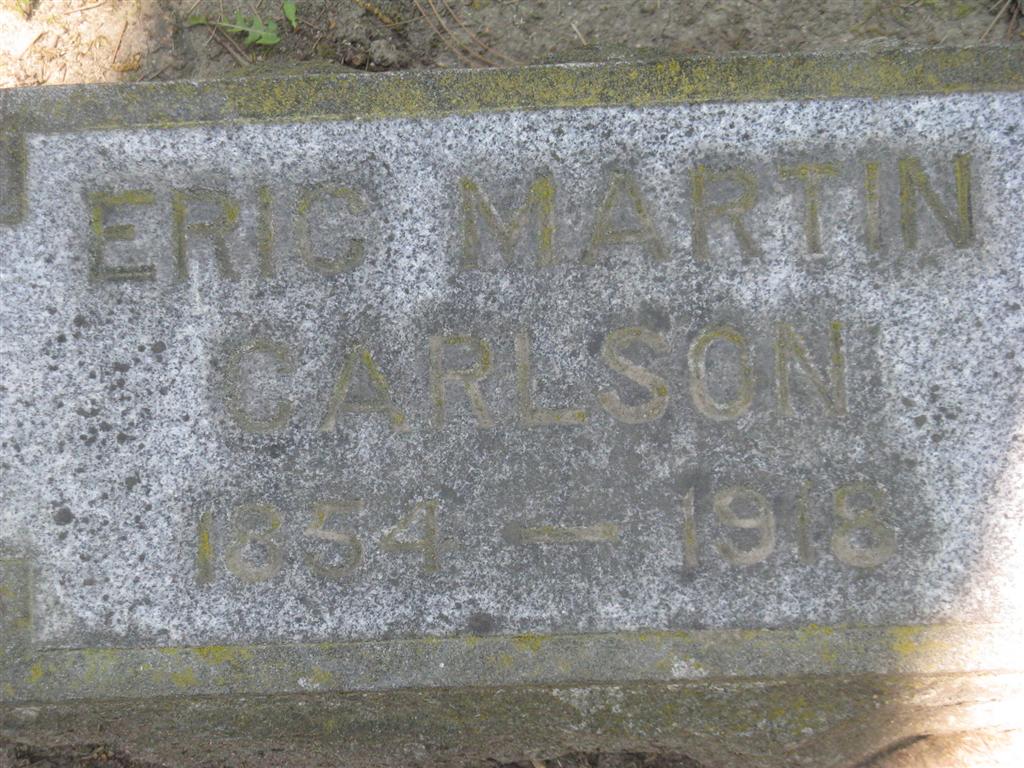 ERIC MARTIN
CARLSON
1854 — 1918